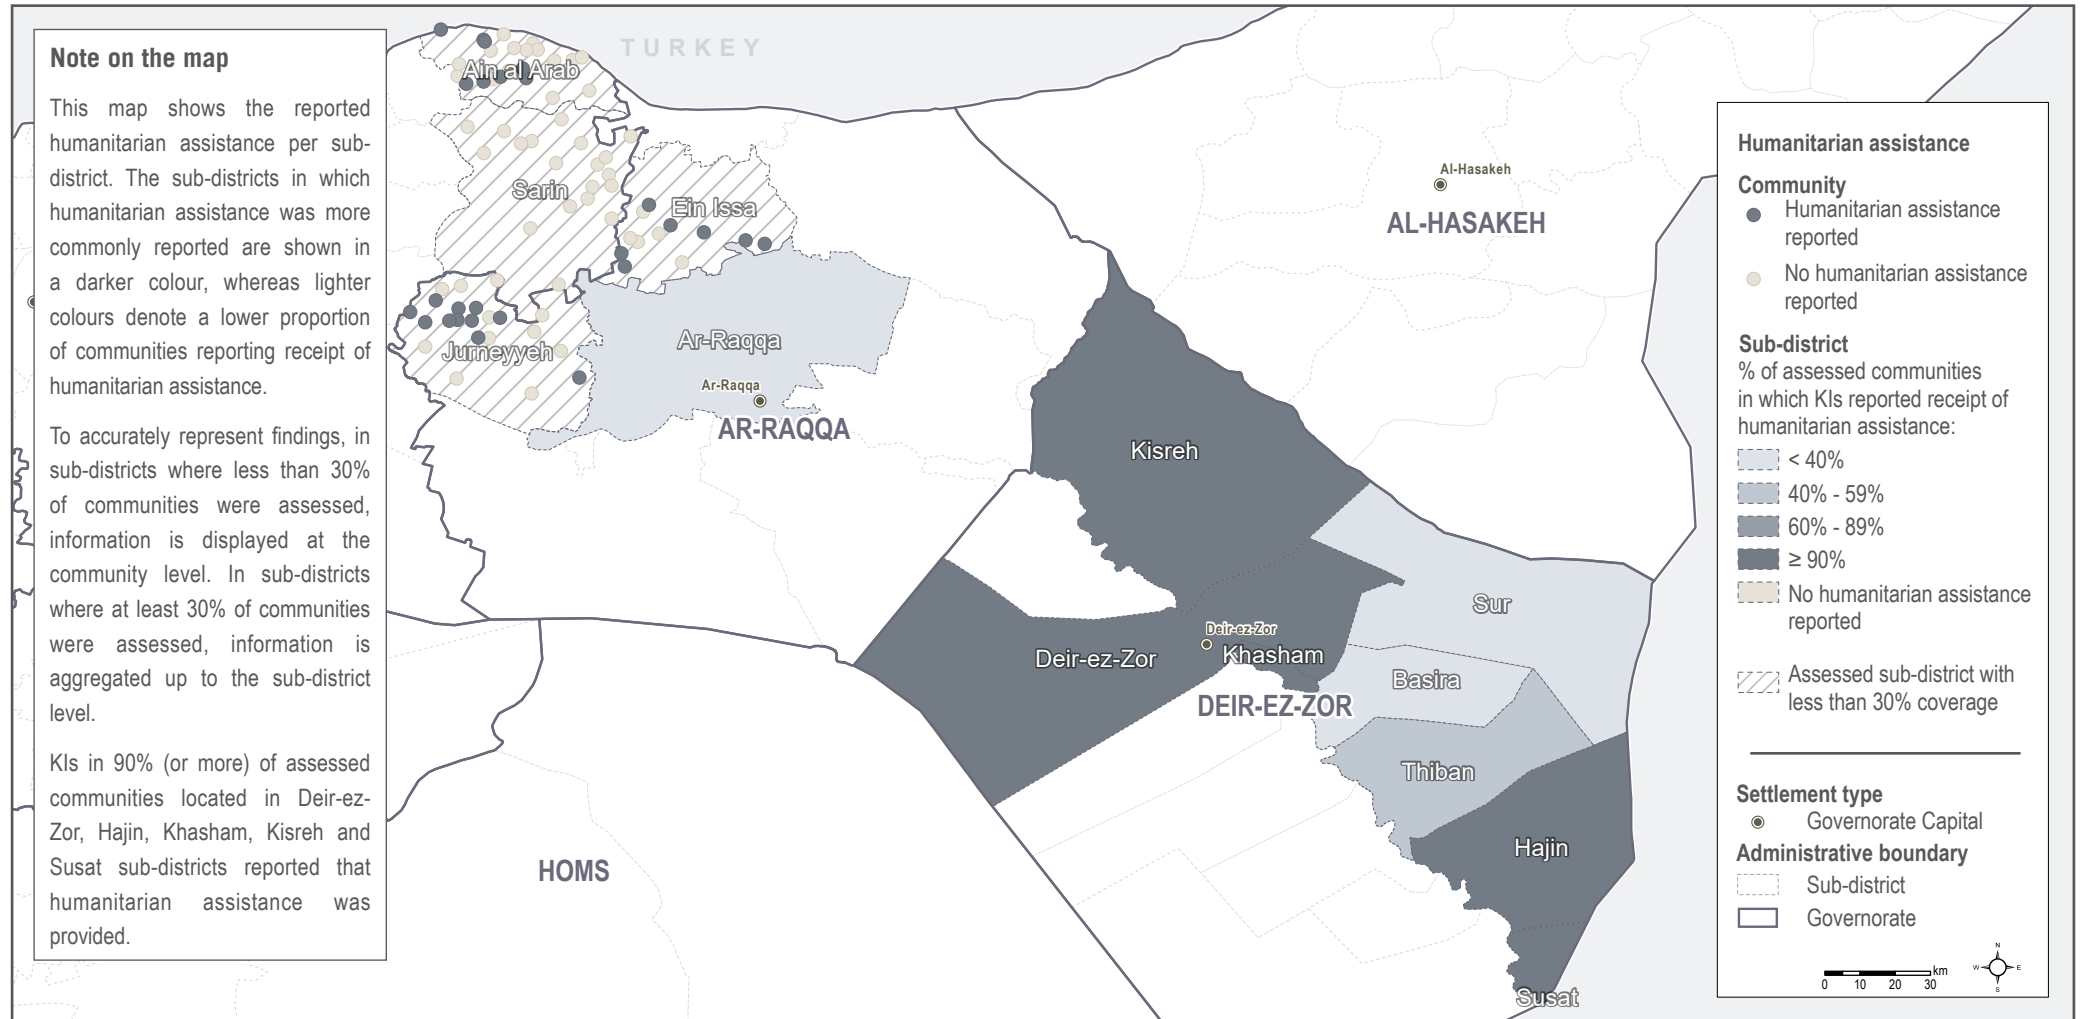 Note on the map
This map shows the reported
humanitarian assistance per sub-
district. The sub-districts in which
humanitarian assistance was more
commonly reported are shown in
a darker colour, whereas lighter
colours denote a lower proportion
of communities reporting receipt of
humanitarian assistance.
To accurately represent findings, in
sub-districts where less than 30%
of communities were assessed,
information is displayed at the
community level. In sub-districts
where at least 30% of communities
were assessed, information is
aggregated up to the sub-district
level.
KIs in 90% (or more) of assessed
communities located in Deir-ez-
Zor, Hajin, Khasham, Kisreh and
Susat sub-districts reported that
humanitarian assistance was
provided.
TURKEY
Ain al Arab
Sarin
Ein Issa
Jurneyyeh
Ar-Raqqa
Ar-Raqqa
AR-RAQQA
Al-Hasakeh
AL-HASAKEH
Kisreh
Sur
Deir-ez-Zor
Deir-ez-Zor
Khasham
Basira
DEIR-EZ-ZOR
Thiban
Hajin
HOMS
Susat
Humanitarian assistance
Community
Humanitarian assistance
reported
No humanitarian assistance
reported
Sub-district
% of assessed communities
in which KIs reported receipt of
humanitarian assistance:
< 40%
40% - 59%
60% - 89%
≥ 90%
No humanitarian assistance
reported
Assessed sub-district with
less than 30% coverage
Settlement type
Governorate Capital
Administrative boundary
Sub-district
Governorate
km
0 10 20 30
N
W E
S